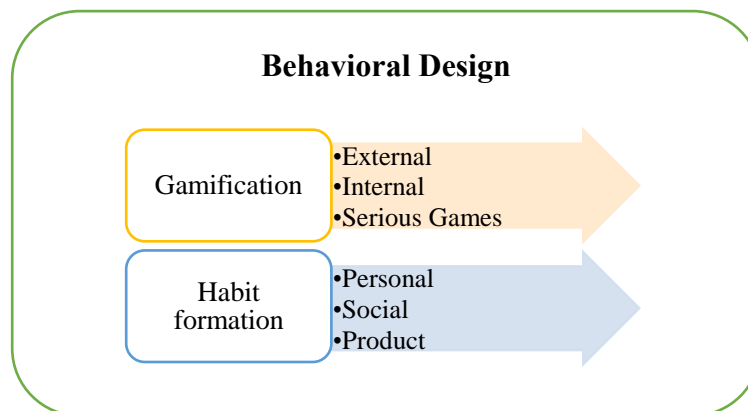 Behavioral Design
Gamification
•External
•Internal
•Serious Games
Habit
formation
•Personal
•Social
•Product